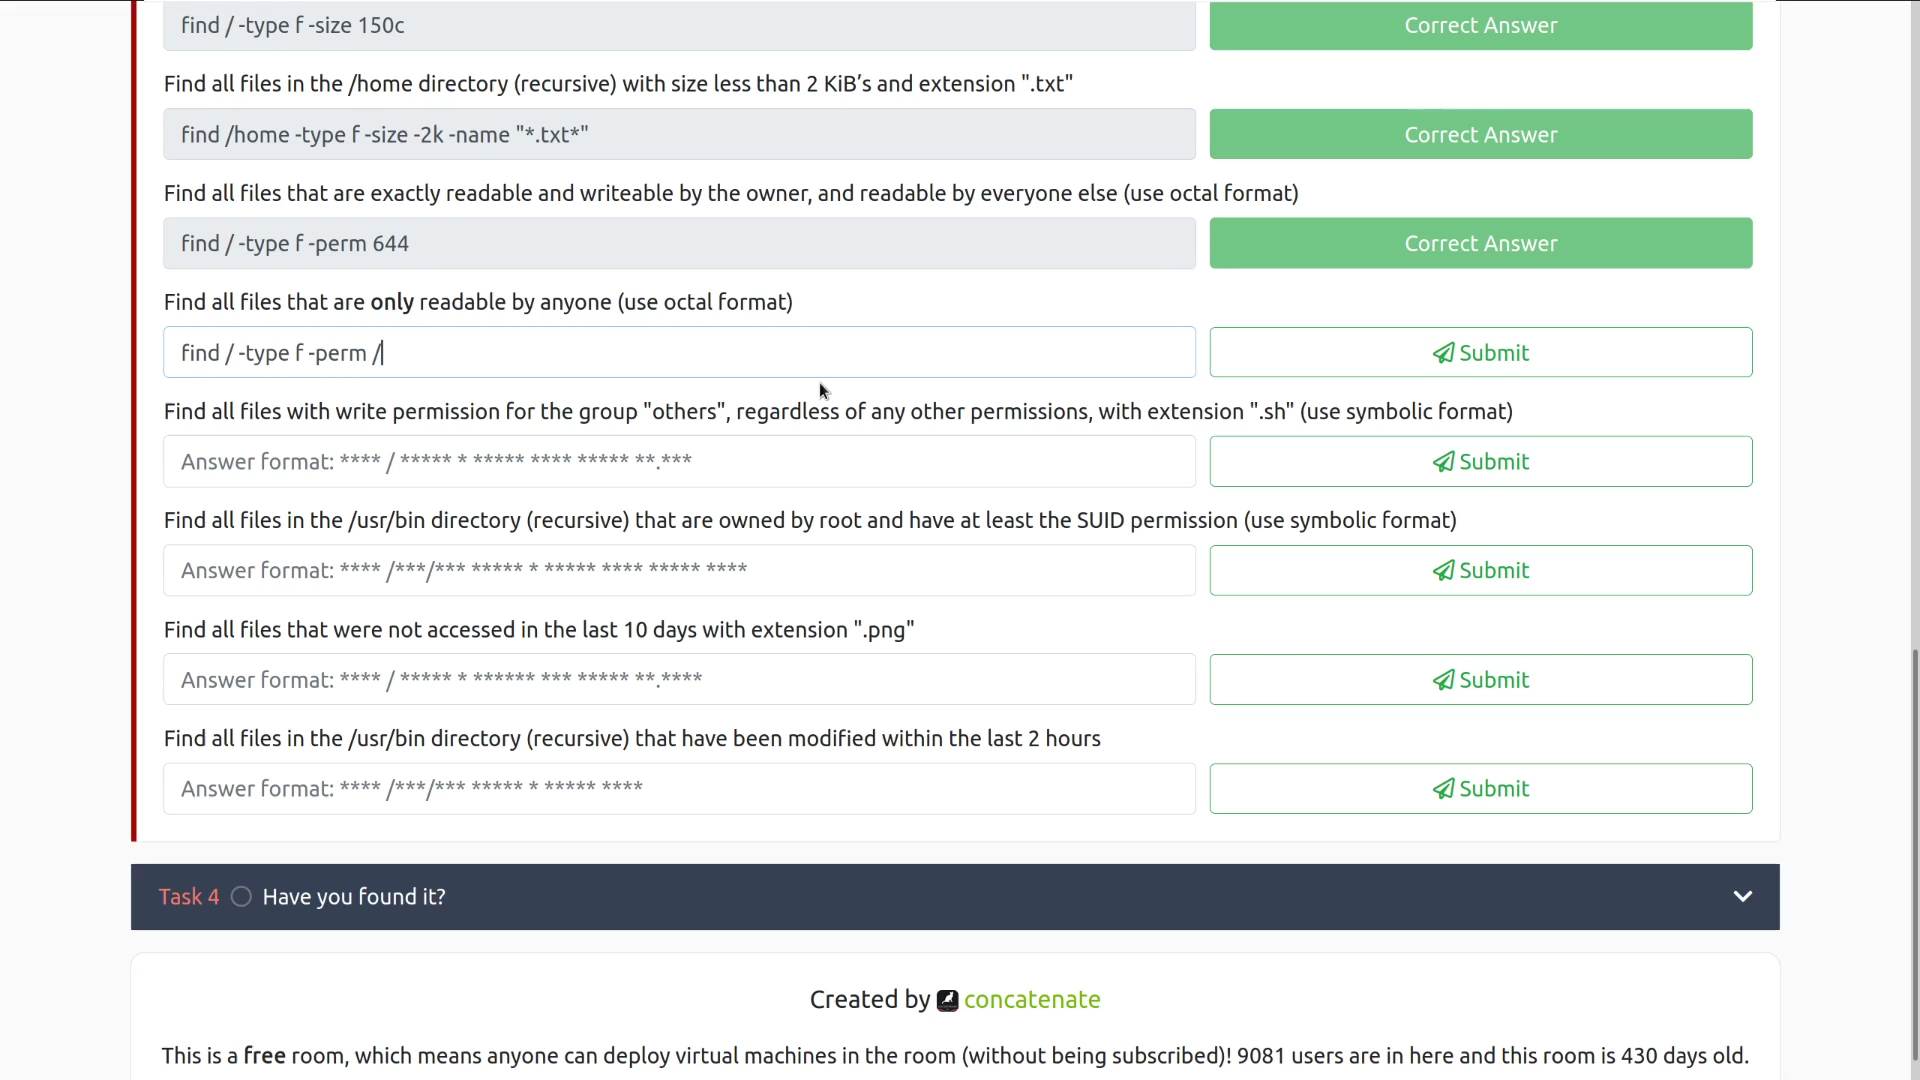 find / -type f -size 150c
Correct Answer
Find all files in the /home directory (recursive) with size less than 2 KiB’s and extension ".txt"
find /home -type f -size -2k -name "*.txt*"
Correct Answer
Find all files that are exactly readable and writeable by the owner, and readable by everyone else (use octal format)
find / -type f -perm 644
Correct Answer
Find all files that are only readable by anyone (use octal format)
find / -type f -perm /
Submit
Find all files with write permission for the group "others", regardless of any other permissions, with extension ".sh" (use symbolic format)
Answer format: **** / ***** * ***** **** ***** **.***
Submit
Find all files in the /usr/bin directory (recursive) that are owned by root and have at least the SUID permission (use symbolic format)
Answer format: **** /***/*** ***** * ***** **** ***** ****
Submit
Find all files that were not accessed in the last 10 days with extension ".png"
Answer format: **** / ***** * ****** *** ***** **.****
Submit
Find all files in the /usr/bin directory (recursive) that have been modified within the last 2 hours
Answer format: **** /***/*** ***** * ***** ****
Submit
Task 4 Have you found it?
Created by concatenate
This is a free room, which means anyone can deploy virtual machines in the room (without being subscribed)! 9081 users are in here and this room is 430 days old.